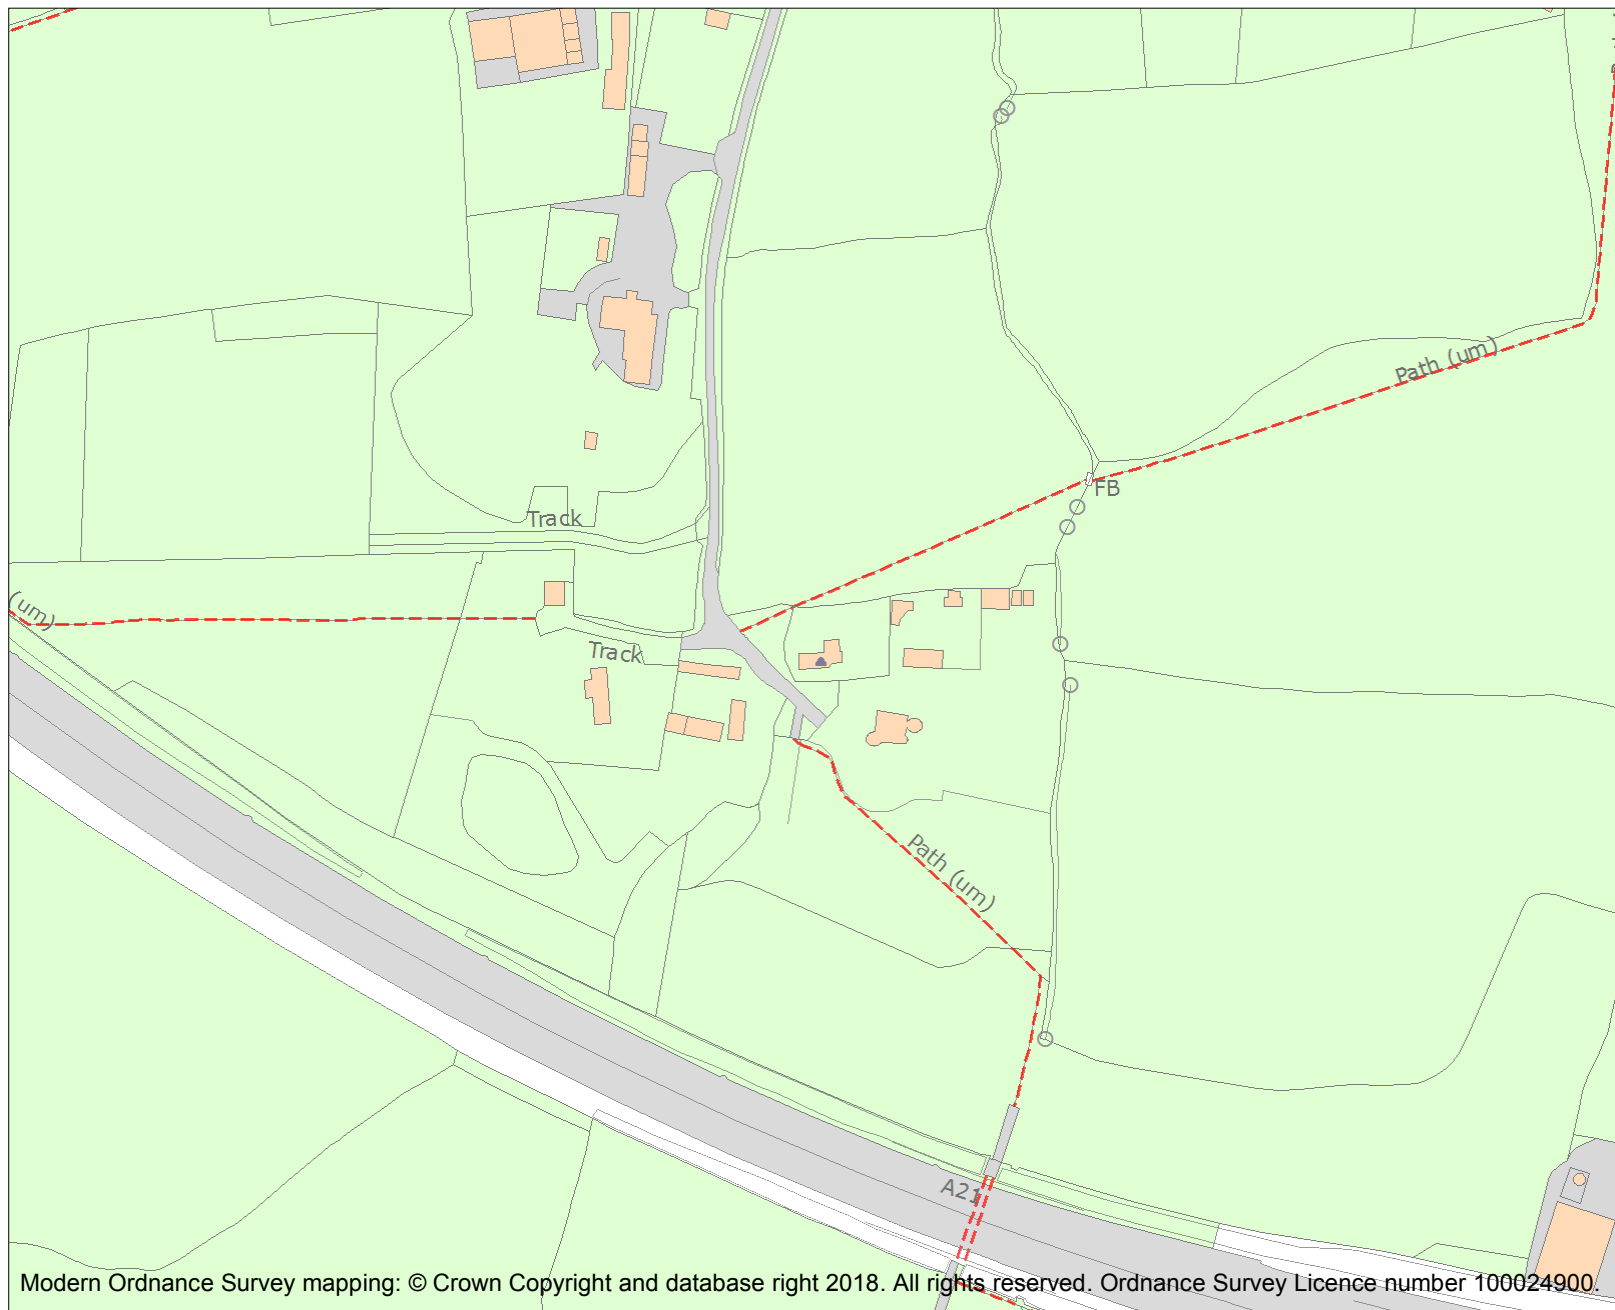 Path (um)
FB
Track
(um)
Track
Path (um)
A21
Modern Ordnance Survey mapping: © Crown Copyright and database right 2018. All rights reserved. Ordnance Survey Licence number 100024900.